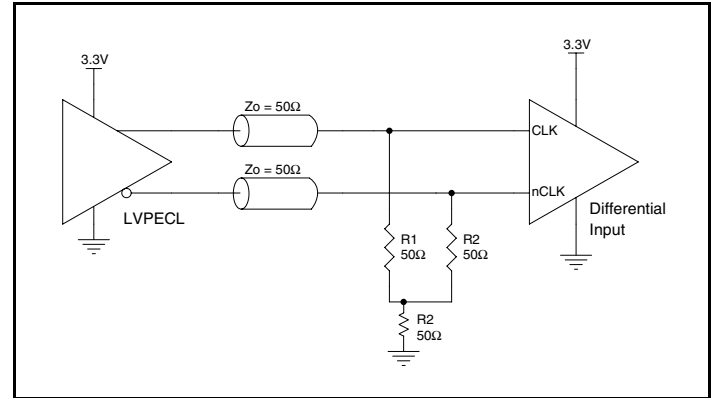 3.3V
3.3V
Zo = 50Ω
CLK
Zo = 50Ω
nCLK
LVPECL
Differential
Input
R1
50Ω
R2
50Ω
R2
50Ω